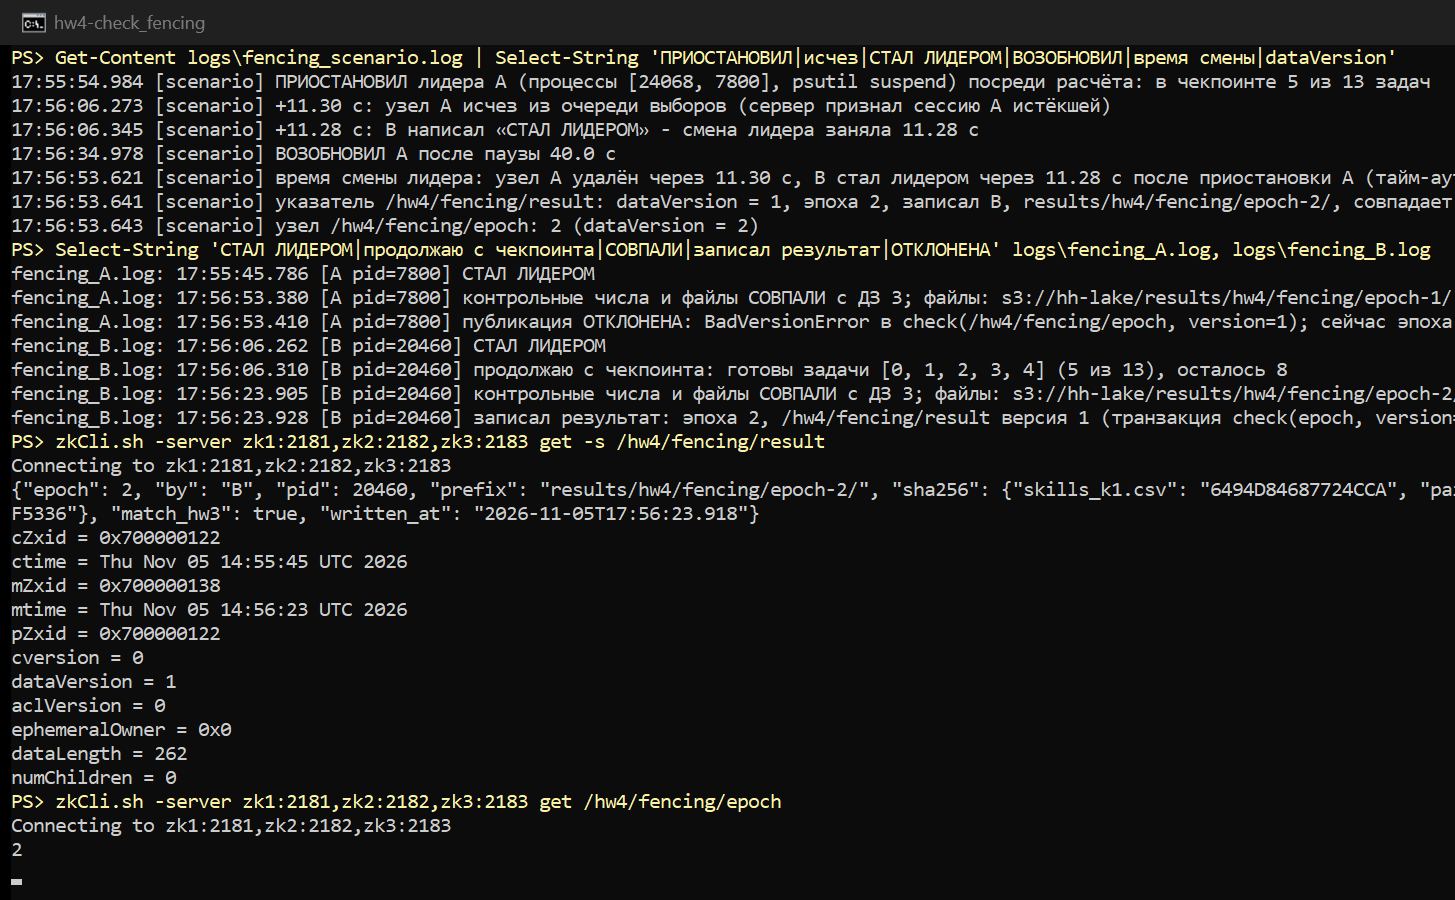 hw4-check_fencing
PS> Get-Content logs\fencing_scenario.log | Select-String 'ПРИОСТАНОВИЛ|исчез|СТАЛ ЛИДЕРОМ|ВОЗОБНОВИЛ|время смены|dataVersion'
17:55:54.984 [scenario] ПРИОСТАНОВИЛ лидера A (процессы [24068, 7800], psutil suspend) посреди расчёта: в чекпоинте 5 из 13 задач
17:56:06.273 [scenario] +11.30 с: узел A исчез из очереди выборов (сервер признал сессию A истёкшей)
17:56:06.345 [scenario] +11.28 с: B написал «СТАЛ ЛИДЕРОМ» - смена лидера заняла 11.28 с
17:56:34.978 [scenario] ВОЗОБНОВИЛ A после паузы 40.0 с
17:56:53.621 [scenario] время смены лидера: узел A удалён через 11.30 с, B стал лидером через 11.28 с после приостановки A (тайм-ау
17:56:53.641 [scenario] указатель /hw4/fencing/result: dataVersion = 1, эпоха 2, записал B, results/hw4/fencing/epoch-2/, совпадает
17:56:53.643 [scenario] узел /hw4/fencing/epoch: 2 (dataVersion = 2)
PS> Select-String 'СТАЛ ЛИДЕРОМ|продолжаю с чекпоинта|СОВПАЛИ|записал результат|ОТКЛОНЕНА' logs\fencing_A.log, logs\fencing_B.log
fencing_A.log: 17:55:45.786 [A pid=7800] СТАЛ ЛИДЕРОМ
fencing_A.log: 17:56:53.380 [A pid=7800] контрольные числа и файлы СОВПАЛИ с ДЗ 3; файлы: s3://hh-lake/results/hw4/fencing/epoch-1/
fencing_A.log: 17:56:53.410 [A pid=7800] публикация ОТКЛОНЕНА: BadVersionError в check(/hw4/fencing/epoch, version=1); сейчас эпоха
fencing_B.log: 17:56:06.262 [B pid=20460] СТАЛ ЛИДЕРОМ
fencing_B.log: 17:56:06.310 [B pid=20460] продолжаю с чекпоинта: готовы задачи [0, 1, 2, 3, 4] (5 из 13), осталось 8
fencing_B.log: 17:56:23.905 [B pid=20460] контрольные числа и файлы СОВПАЛИ с ДЗ 3; файлы: s3://hh-lake/results/hw4/fencing/epoch-2/
fencing_B.log: 17:56:23.928 [B pid=20460] записал результат: эпоха 2, /hw4/fencing/result версия 1 (транзакция check(epoch, version=
PS> zkCli.sh -server zk1:2181,zk2:2182,zk3:2183 get -s /hw4/fencing/result
Connecting to zk1:2181,zk2:2182,zk3:2183
{"epoch": 2, "by": "B", "pid": 20460, "prefix": "results/hw4/fencing/epoch-2/", "sha256": {"skills_k1.csv": "6494D84687724CCA", "pai
F5336"}, "match_hw3": true, "written_at": "2026-11-05T17:56:23.918"}
cZxid = 0x700000122
ctime = Thu Nov 05 14:55:45 UTC 2026
mZxid = 0x700000138
mtime = Thu Nov 05 14:56:23 UTC 2026
pZxid = 0x700000122
cversion = 0
dataVersion = 1
aclVersion = 0
ephemeralOwner = 0x0
dataLength = 262
numChildren = 0
PS> zkCli.sh -server zk1:2181,zk2:2182,zk3:2183 get /hw4/fencing/epoch
Connecting to zk1:2181,zk2:2182,zk3:2183
2